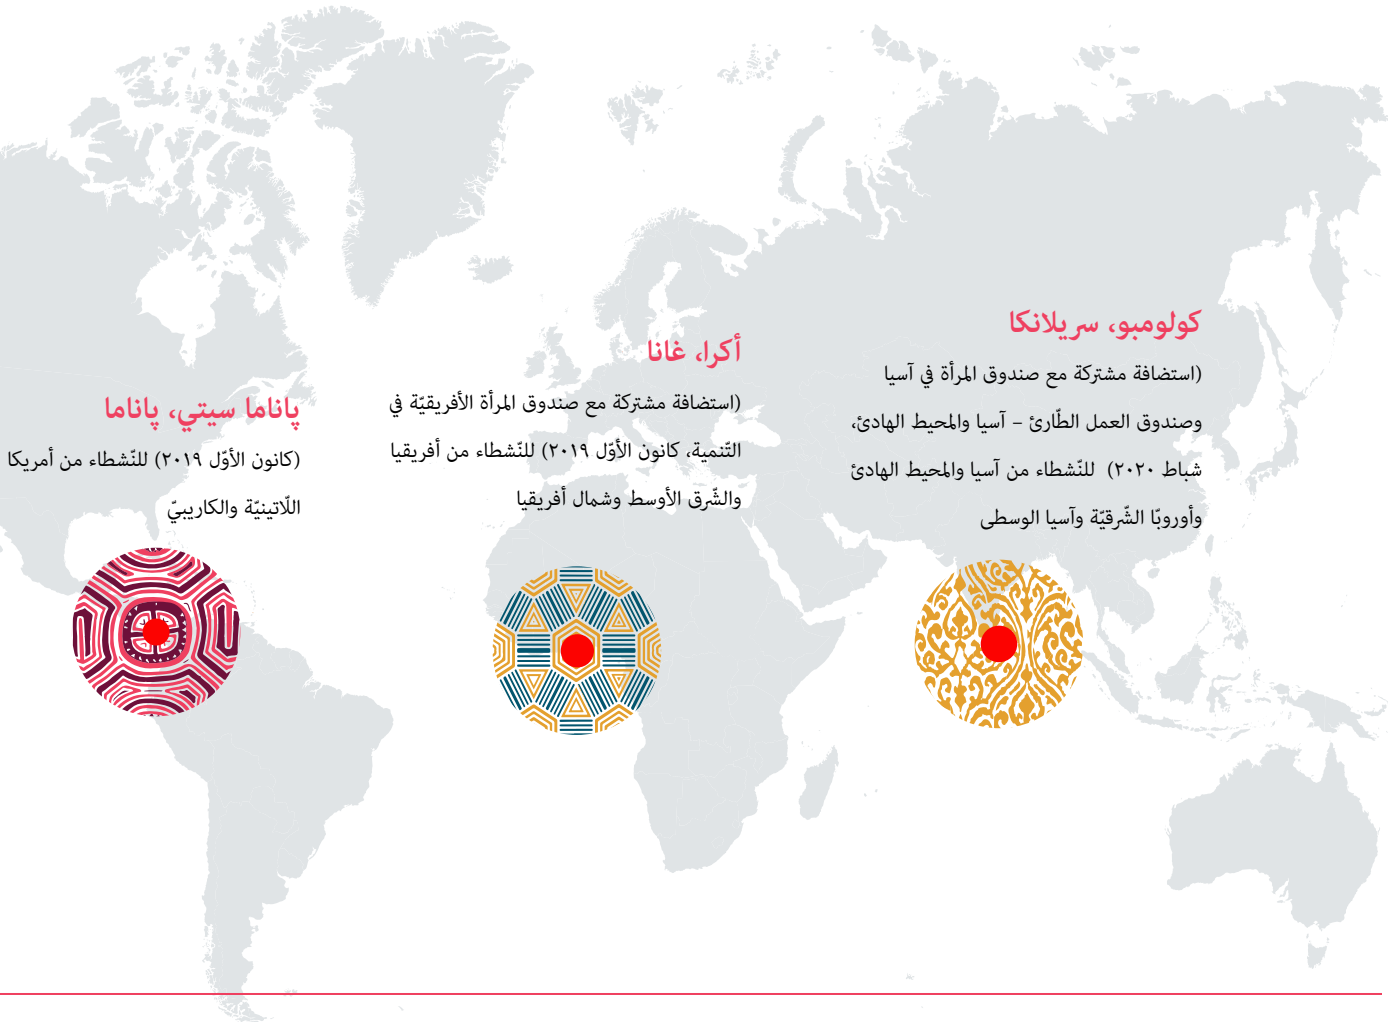 كولومبو، سريلانكا
(استضافة مشتركة مع صندوق المرأة في آسيا
وصندوق العمل الطّارئ – آسيا والمحيط الهادئ،
شباط ٢٠٢٠) للنّشطاء من آسيا والمحيط الهادئ
وأوروبّا الشّرقيّة وآسيا الوسطى
أكرا، غانا
(استضافة مشتركة مع صندوق المرأة الأفريقيّة في
التّنمية، كانون الأوّل ٢٠١٩) للنّشطاء من أفريقيا
والشّرق الأوسط وشمال أفريقيا
پاناما سيتي، پاناما
(كانون الأوّل ٢٠١٩) للنّشطاء من أمريكا
اللّاتينيّة والكاريبيّ